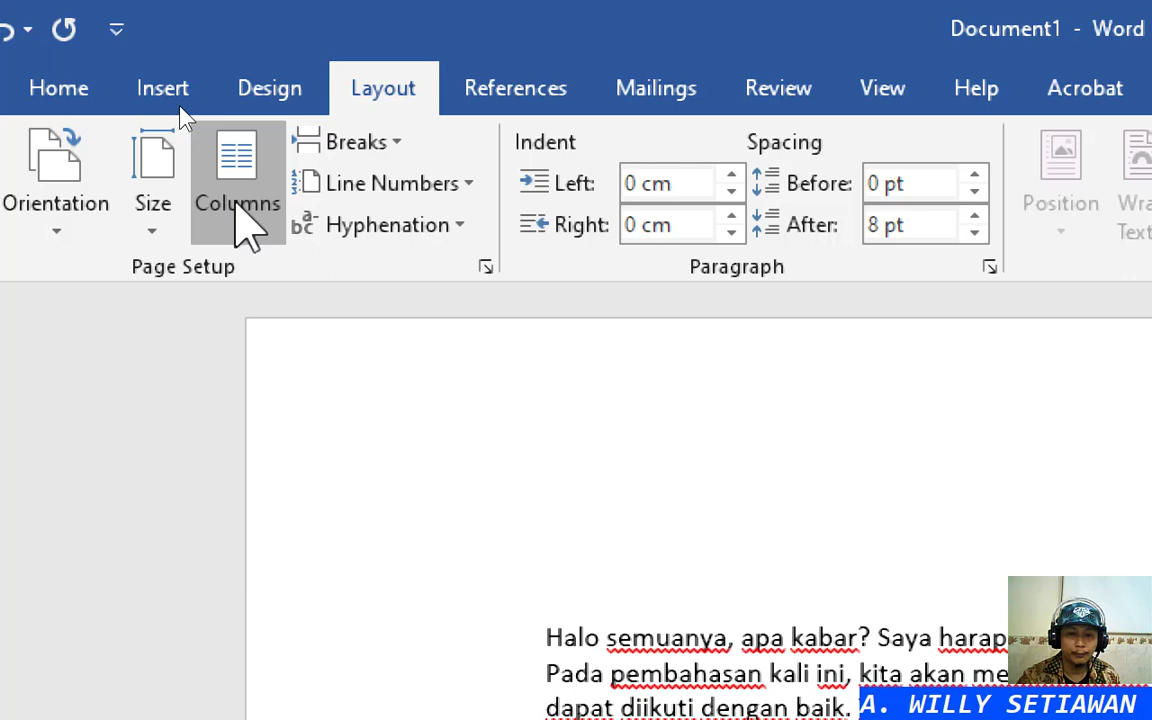 Document1 - Word
Home Insert Design Layout References Mailings Review View Help Acrobat
Breaks Indent Spacing
Line Numbers Left: 0 cm Before: 0 pt
Orientation Size Columns Position Wra
Hyphenation Right: 0 cm After: 8 pt Text
Page Setup Paragraph
Halo semuanya, apa kabar? Saya harap
Pada pembahasan kali ini, kita akan me
dapat diikuti dengan baik.
A. WILLY SETIAWAN